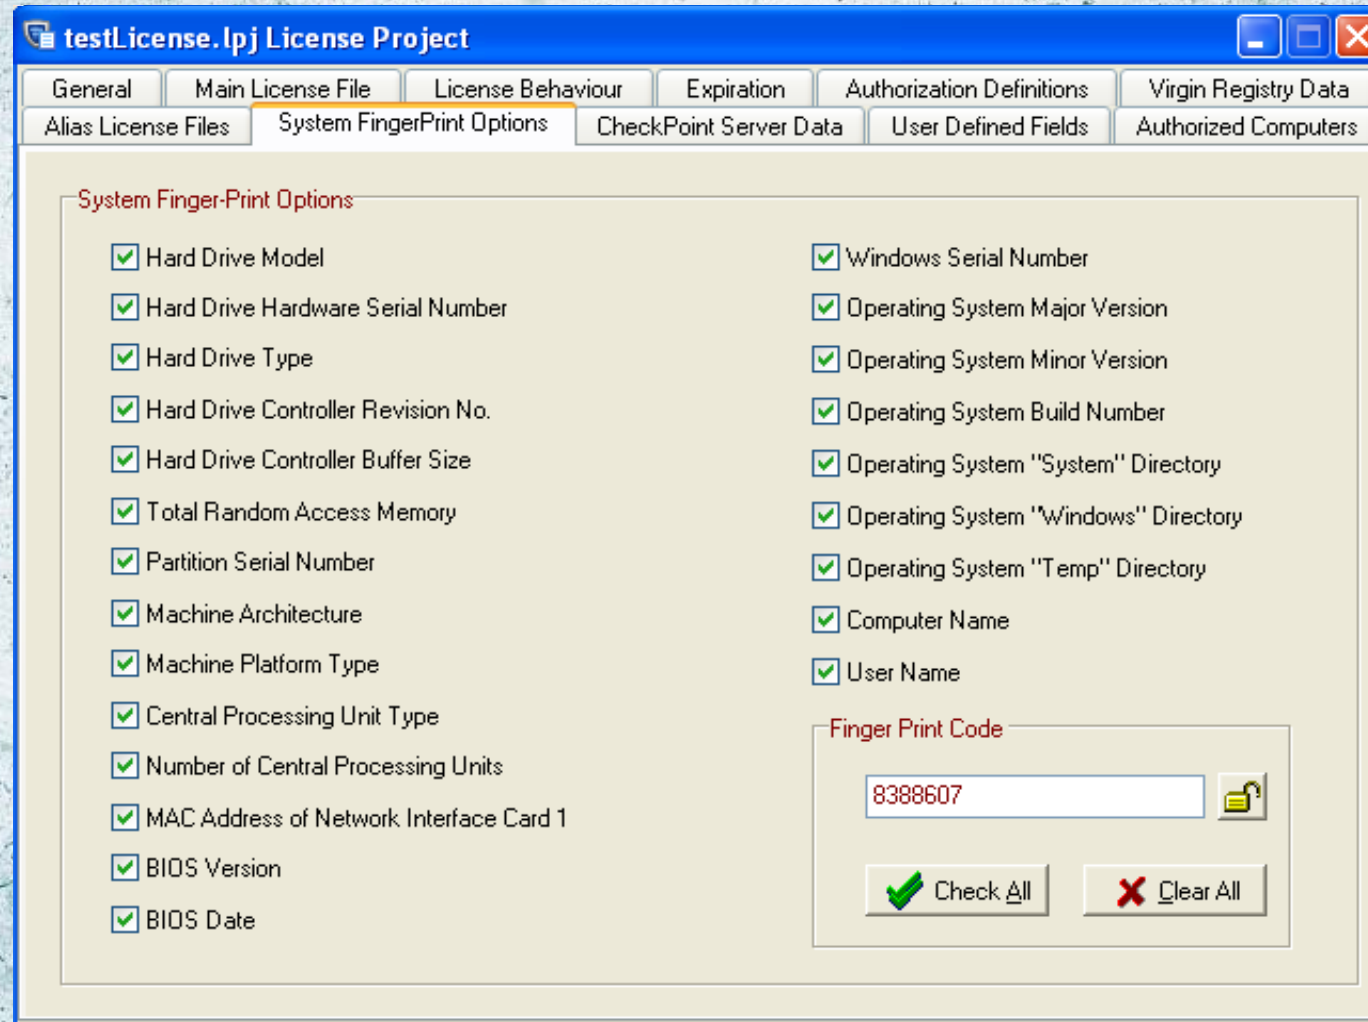 testLicense.lpj License Project
General
Main License File
License Behaviour
Expiration
Authorization Definitions
Virgin Registry Data
Alias License Files
System FingerPrint Options
CheckPoint Server Data
User Defined Fields
Authorized Computers
System Finger-Print Options
Hard Drive Model
Hard Drive Hardware Serial Number
Hard Drive Type
Hard Drive Controller Revision No.
Hard Drive Controller Buffer Size
Total Random Access Memory
Partition Serial Number
Machine Architecture
Machine Platform Type
Central Processing Unit Type
Number of Central Processing Units
MAC Address of Network Interface Card 1
BIOS Version
BIOS Date
Windows Serial Number
Operating System Major Version
Operating System Minor Version
Operating System Build Number
Operating System "System" Directory
Operating System "Windows" Directory
Operating System "Temp" Directory
Computer Name
User Name
Finger Print Code
8388607
Check All
Clear All